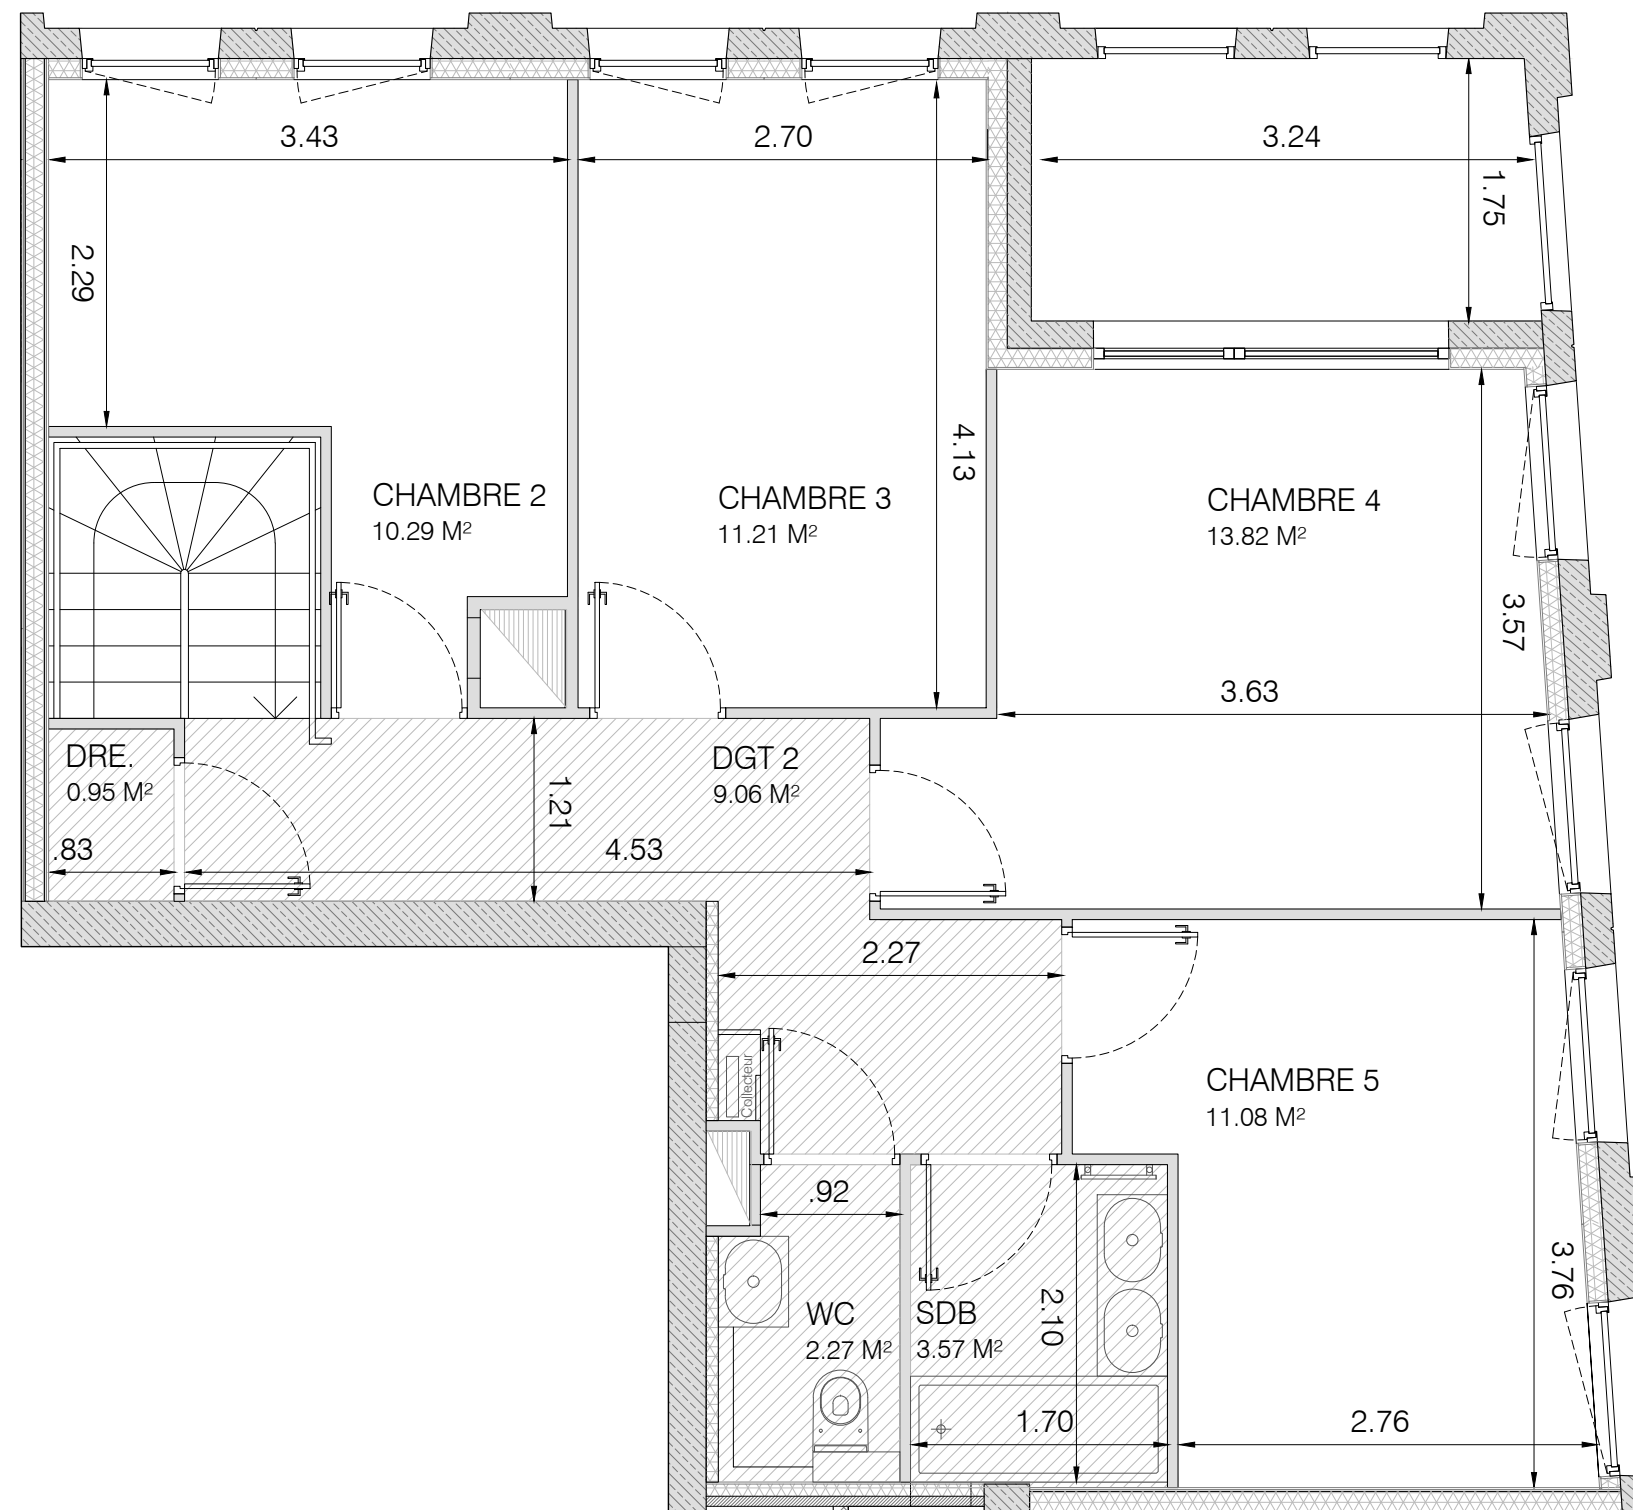 3.43
2.70
3.24
1.75
2.29
4.13
CHAMBRE 2
10.29 M²
CHAMBRE 3
11.21 M²
CHAMBRE 4
13.82 M²
3.57
3.63
DRE.
0.95 M²
DGT 2
9.06 M²
1.21
.83
4.53
2.27
Collecteur
CHAMBRE 5
11.08 M²
.92
3.76
WC
2.27 M²
SDB
3.57 M²
2.10
1.70
2.76